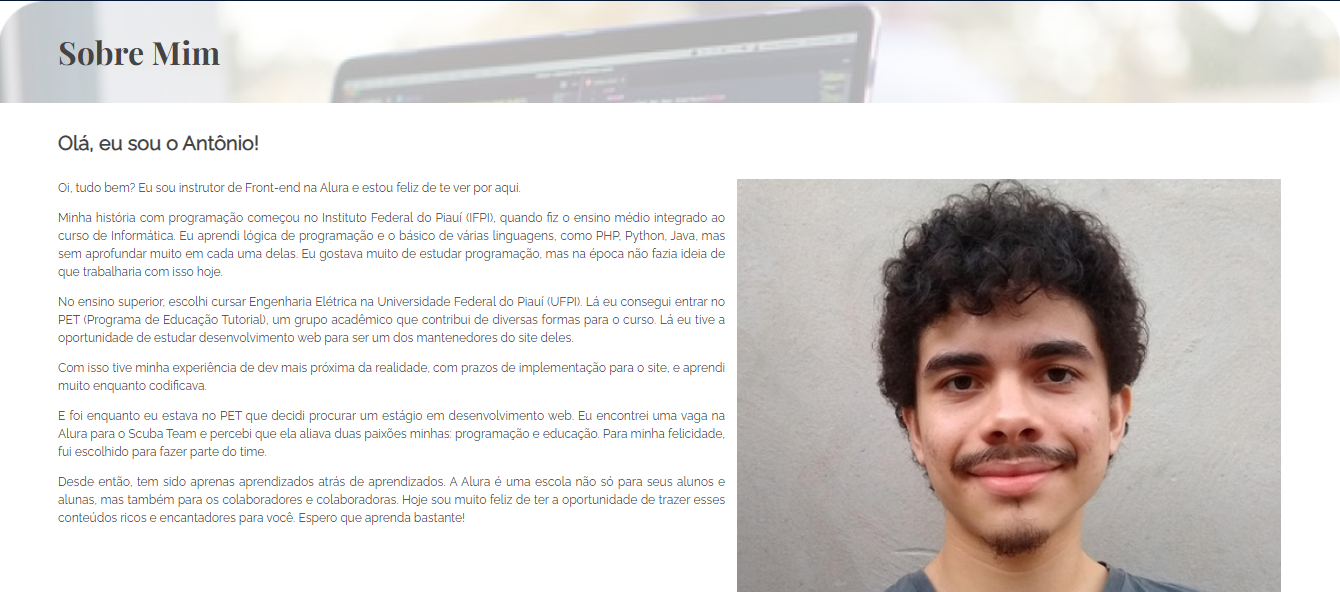 Sobre Mim
Olá, eu sou o Antônio!
Oi, tudo bem? Eu sou instrutor de Front-end na Alura e estou feliz de te ver por aqui.
Minha história com programação começou no Instituto Federal do Piauí (IFPI), quando fiz o ensino médio integrado ao
curso de Informática. Eu aprendi lógica de programação e o básico de várias linguagens, como PHP, Python, Java, mas
sem aprofundar muito em cada uma delas. Eu gostava muito de estudar programação, mas na época não fazia ideia de
que trabalharia com isso hoje.
No ensino superior, escolhi cursar Engenharia Elétrica na Universidade Federal do Piauí (UFPI). Lá eu consegui entrar no
PET (Programa de Educação Tutorial), um grupo acadêmico que contribui de diversas formas para o curso. Lá eu tive a
oportunidade de estudar desenvolvimento web para ser um dos mantenedores do site deles.
Com isso tive minha experiência de dev mais próxima da realidade, com prazos de implementação para o site, e aprendi
muito enquanto codificava.
E foi enquanto eu estava no PET que decidi procurar um estágio em desenvolvimento web. Eu encontrei uma vaga na
Alura para o Scuba Team e percebi que ela aliava duas paixões minhas: programação e educação. Para minha felicidade,
fui escolhido para fazer parte do time.
Desde então, tem sido aprenas aprendizados atrás de aprendizados. A Alura é uma escola não só para seus alunos e
alunas, mas também para os colaboradores e colaboradoras. Hoje sou muito feliz de ter a oportunidade de trazer esses
conteúdos ricos e encantadores para você. Espero que aprenda bastante!